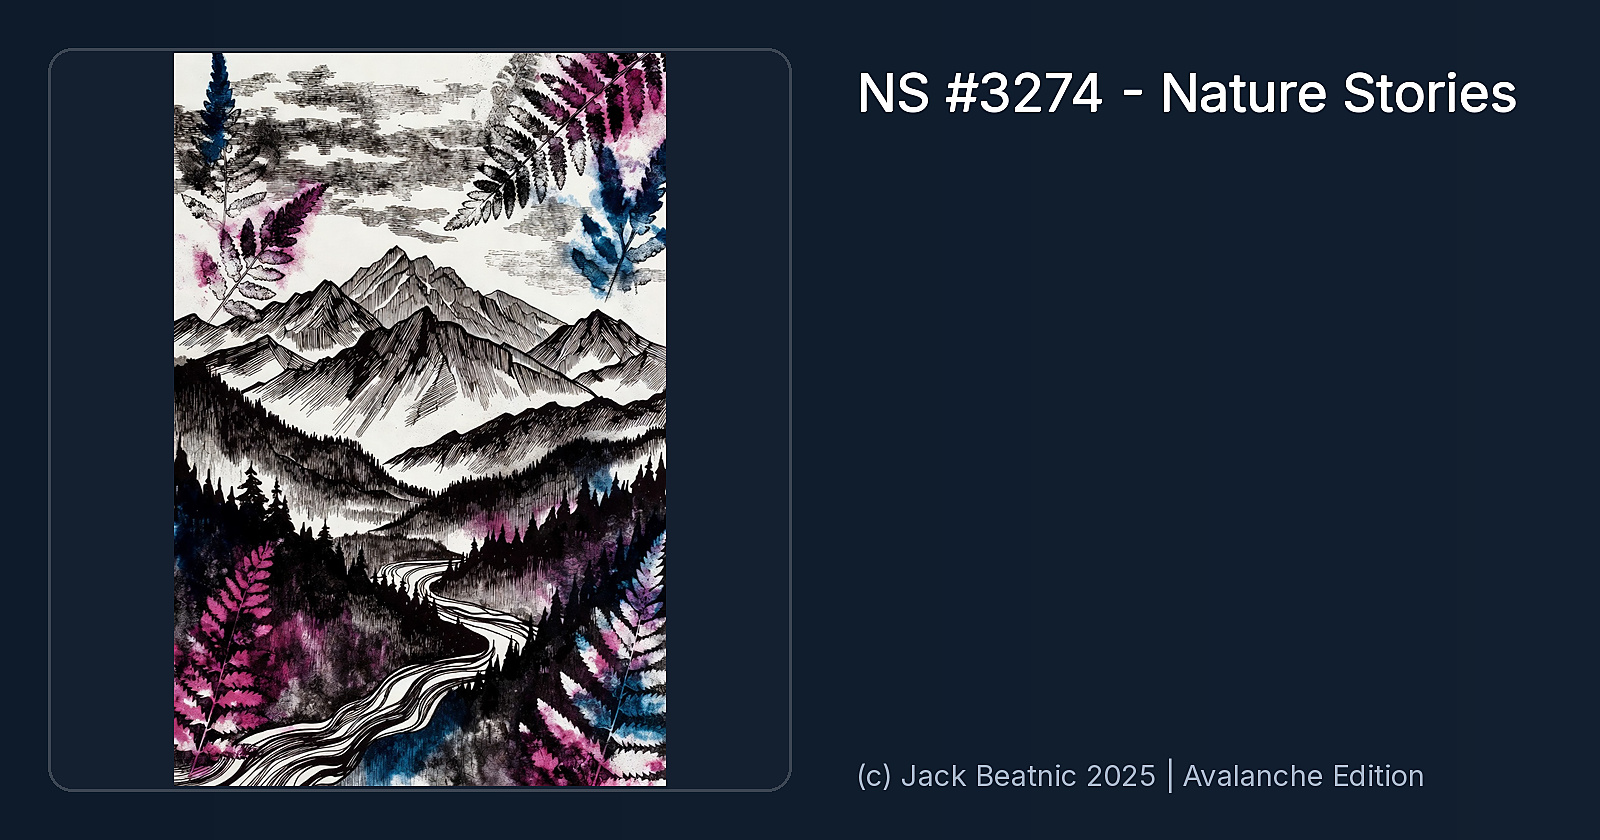 NS #3274 - Nature Stories
(c) Jack Beatnic 2025 | Avalanche Edition